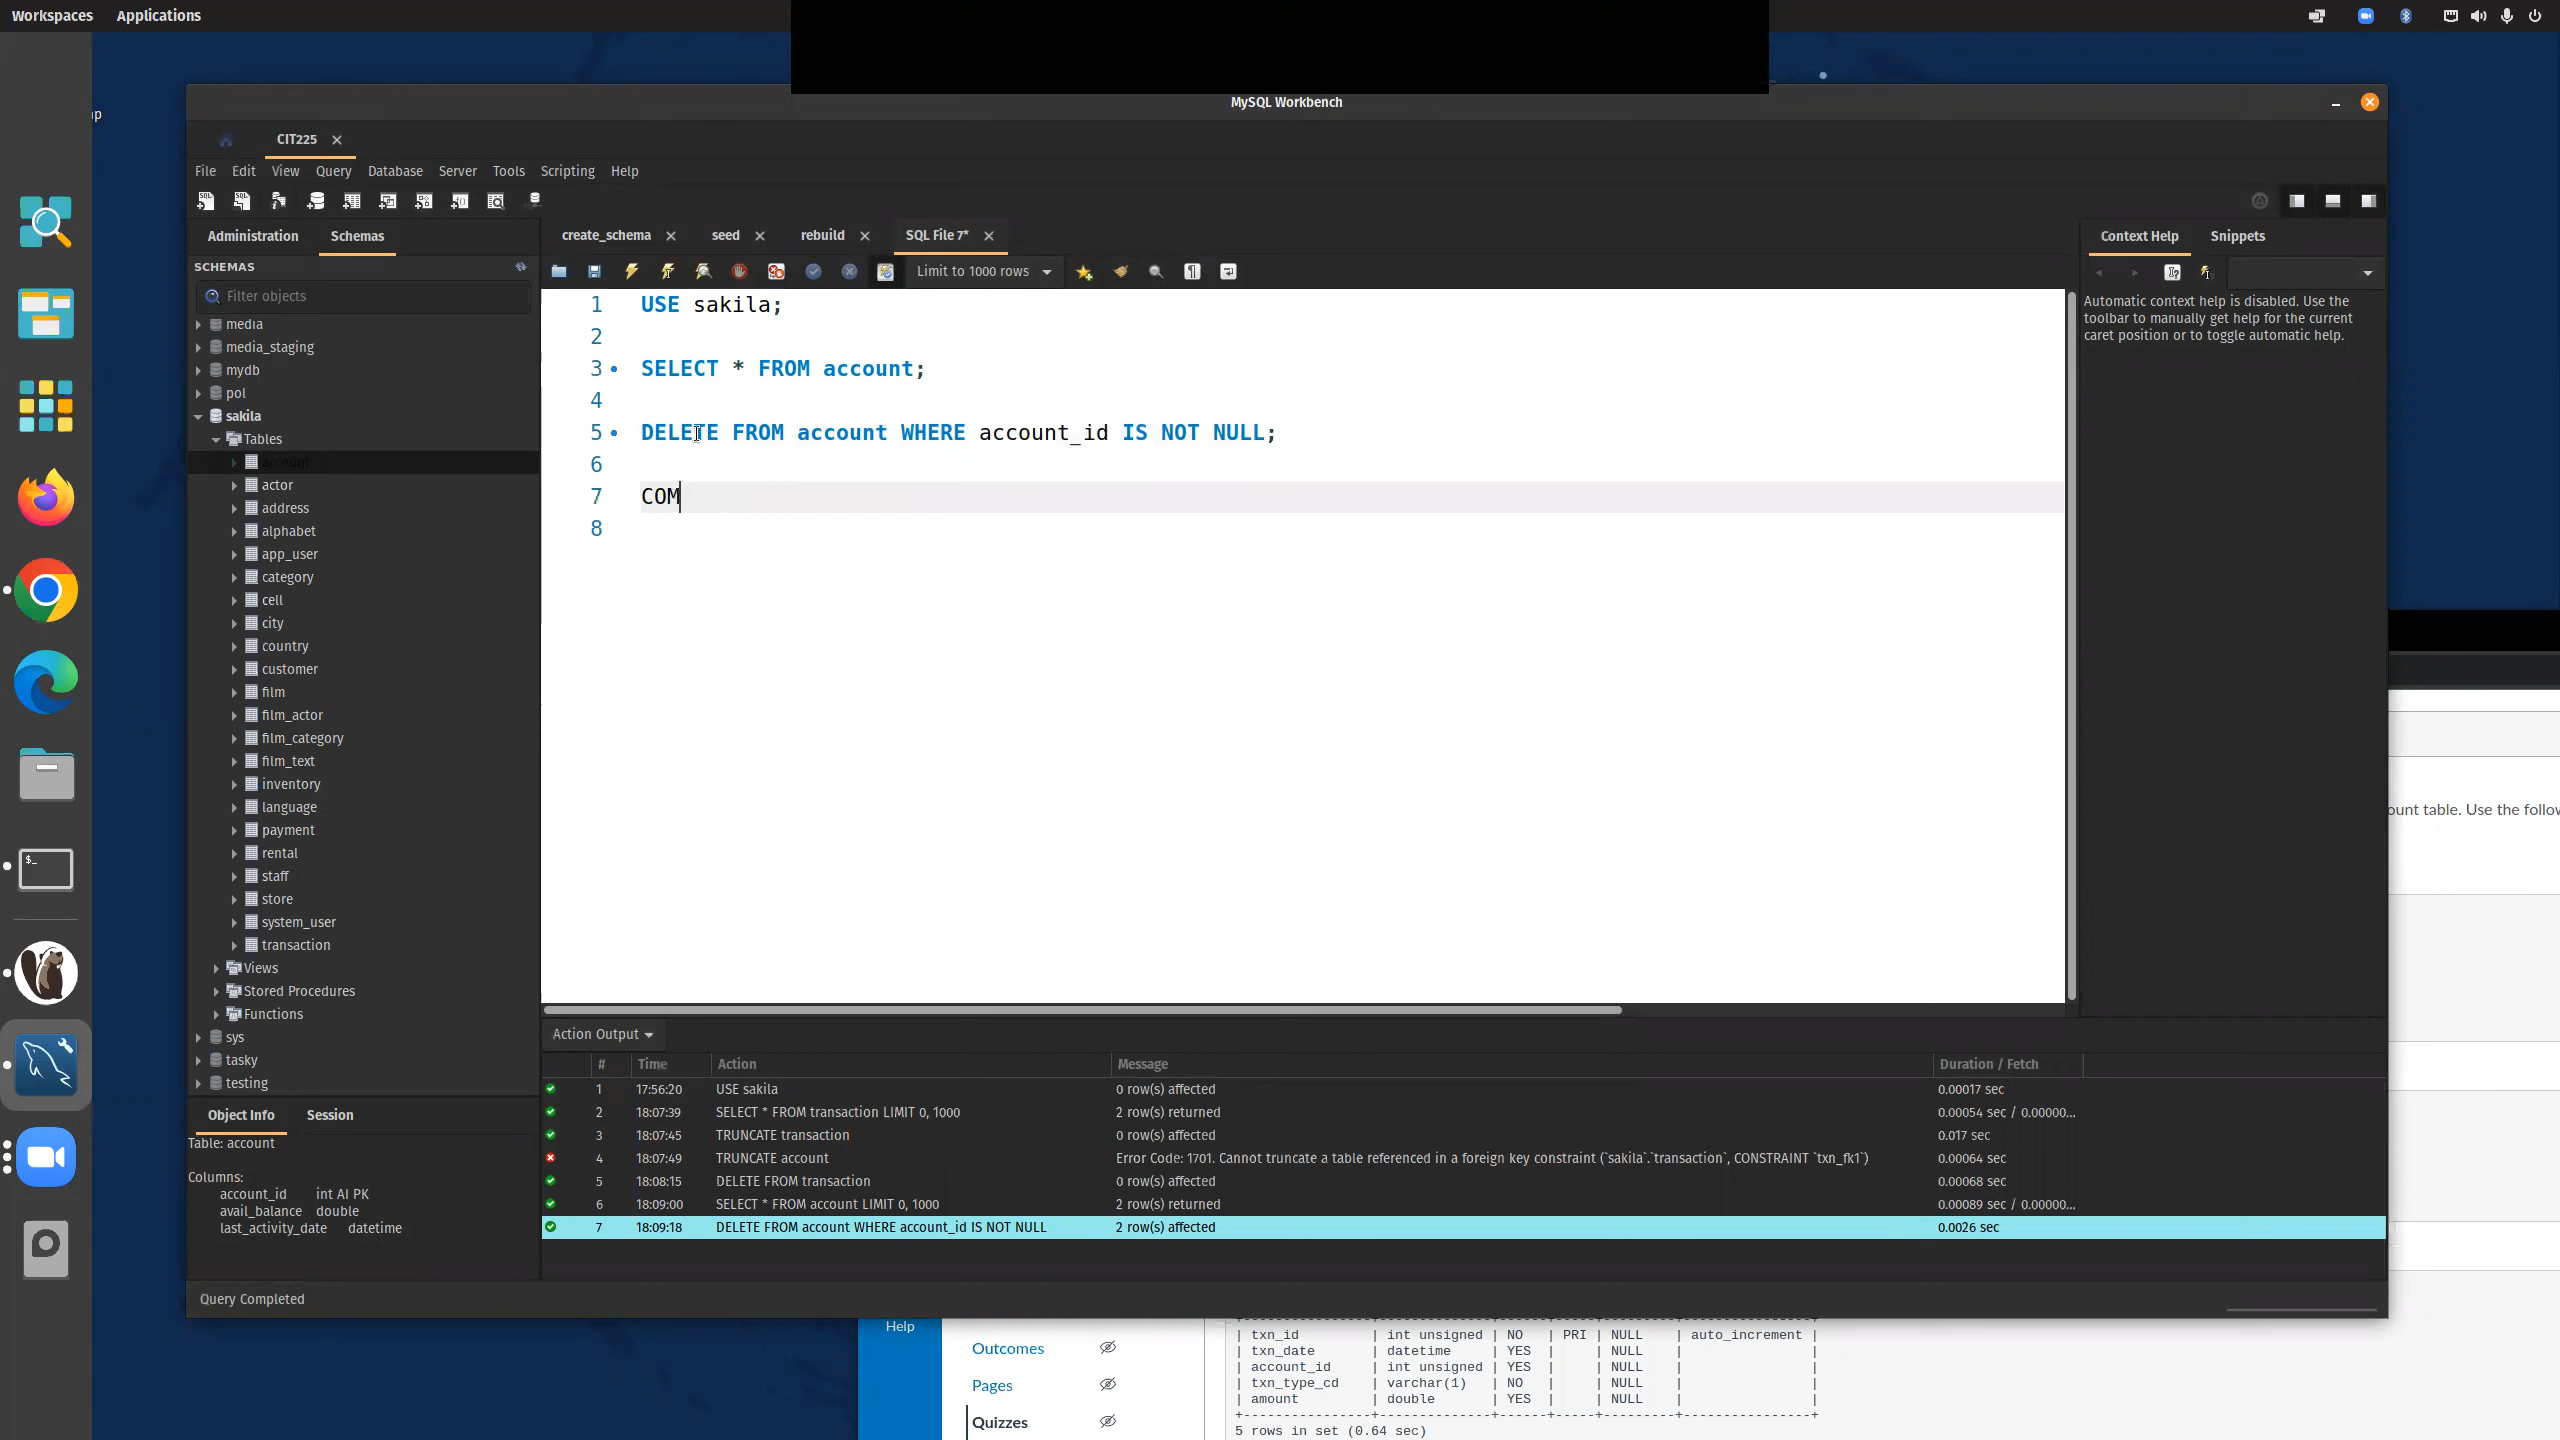 Workspaces Applications
up
MySQL Workbench
CIT225
File Edit View Query Database Server Tools Scripting Help
Administration Schemas
create_schema seed rebuild SQL File 7*
Context Help Snippets
SCHEMAS
Filter objects
Limit to 1000 rows
media
media_staging
mydb
pol
sakila
Tables
account
actor
address
alphabet
app_user
category
cell
city
country
customer
film
film_actor
film_category
film_text
inventory
language
payment
rental
staff
store
system_user
transaction
Views
Stored Procedures
Functions
sys
tasky
testing
1 USE sakila;
2
3 SELECT * FROM account;
4
5 DELETE FROM account WHERE account_id IS NOT NULL;
6
7 COM
8
Automatic context help is disabled. Use the
toolbar to manually get help for the current
caret position or to toggle automatic help.
ount table. Use the follow
Object Info Session
Table: account
Columns:
account_id int AI PK
avail_balance double
last_activity_date datetime
Action Output
# Time Action Message Duration / Fetch
1 17:56:20 USE sakila 0 row(s) affected 0.00017 sec
2 18:07:39 SELECT * FROM transaction LIMIT 0, 1000 2 row(s) returned 0.00054 sec / 0.00000...
3 18:07:45 TRUNCATE transaction 0 row(s) affected 0.017 sec
4 18:07:49 TRUNCATE account Error Code: 1701. Cannot truncate a table referenced in a foreign key constraint (`sakila`.`transaction`, CONSTRAINT `txn_fk1`) 0.00064 sec
5 18:08:15 DELETE FROM transaction 0 row(s) affected 0.00068 sec
6 18:09:00 SELECT * FROM account LIMIT 0, 1000 2 row(s) returned 0.00089 sec / 0.00000...
7 18:09:18 DELETE FROM account WHERE account_id IS NOT NULL 2 row(s) affected 0.0026 sec
Query Completed
Help
Outcomes
Pages
Quizzes
| txn_id | int unsigned | NO | PRI | NULL | auto_increment |
| txn_date | datetime | YES | | NULL | |
| account_id | int unsigned | YES | | NULL | |
| txn_type_cd | varchar(1) | NO | | NULL | |
| amount | double | YES | | NULL | |
+----------------+--------------+------+-----+---------+----------------+
5 rows in set (0.64 sec)